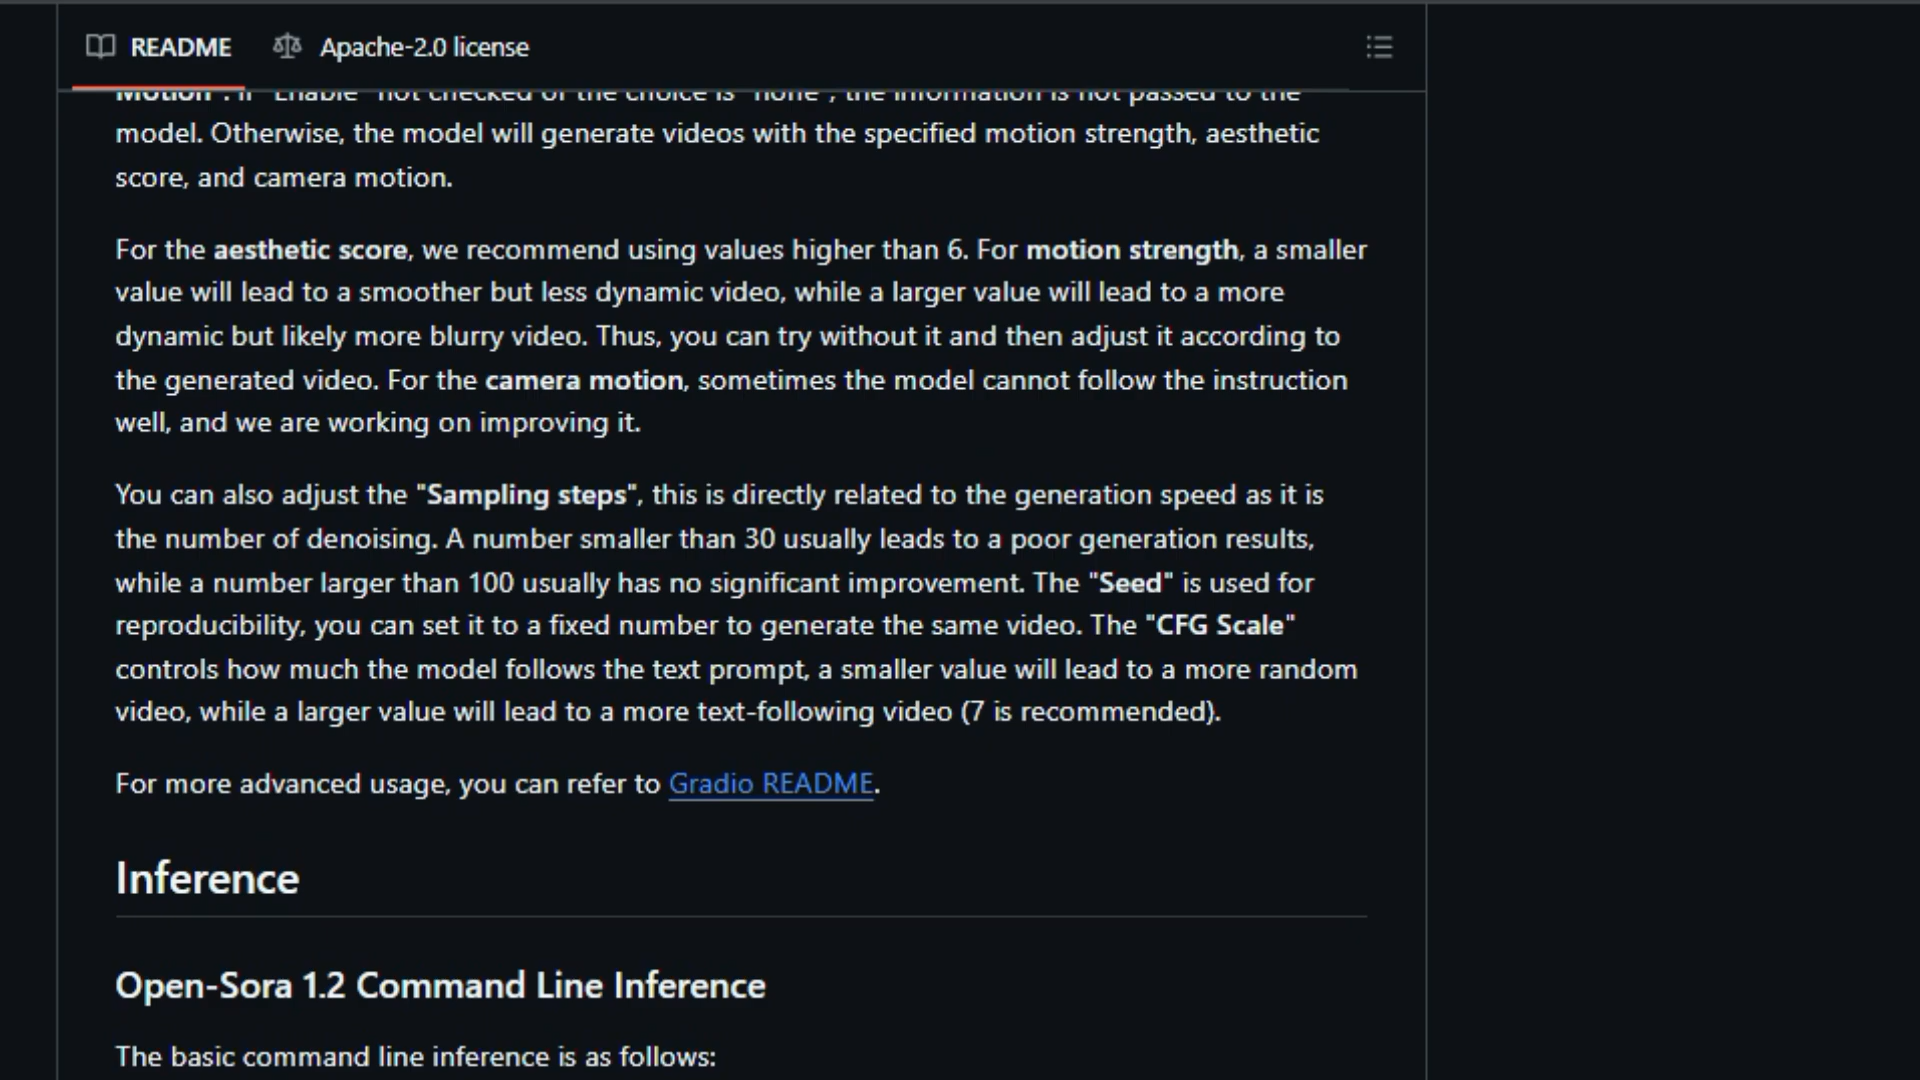 README
Apache-2.0 license
Motion": If "Enable" not checked or the choice is "none", the information is not passed to the
model. Otherwise, the model will generate videos with the specified motion strength, aesthetic
score, and camera motion.
For the aesthetic score, we recommend using values higher than 6. For motion strength, a smaller
value will lead to a smoother but less dynamic video, while a larger value will lead to a more
dynamic but likely more blurry video. Thus, you can try without it and then adjust it according to
the generated video. For the camera motion, sometimes the model cannot follow the instruction
well, and we are working on improving it.
You can also adjust the "Sampling steps", this is directly related to the generation speed as it is
the number of denoising. A number smaller than 30 usually leads to a poor generation results,
while a number larger than 100 usually has no significant improvement. The "Seed" is used for
reproducibility, you can set it to a fixed number to generate the same video. The "CFG Scale"
controls how much the model follows the text prompt, a smaller value will lead to a more random
video, while a larger value will lead to a more text-following video (7 is recommended).
For more advanced usage, you can refer to Gradio README.
Inference
Open-Sora 1.2 Command Line Inference
The basic command line inference is as follows: